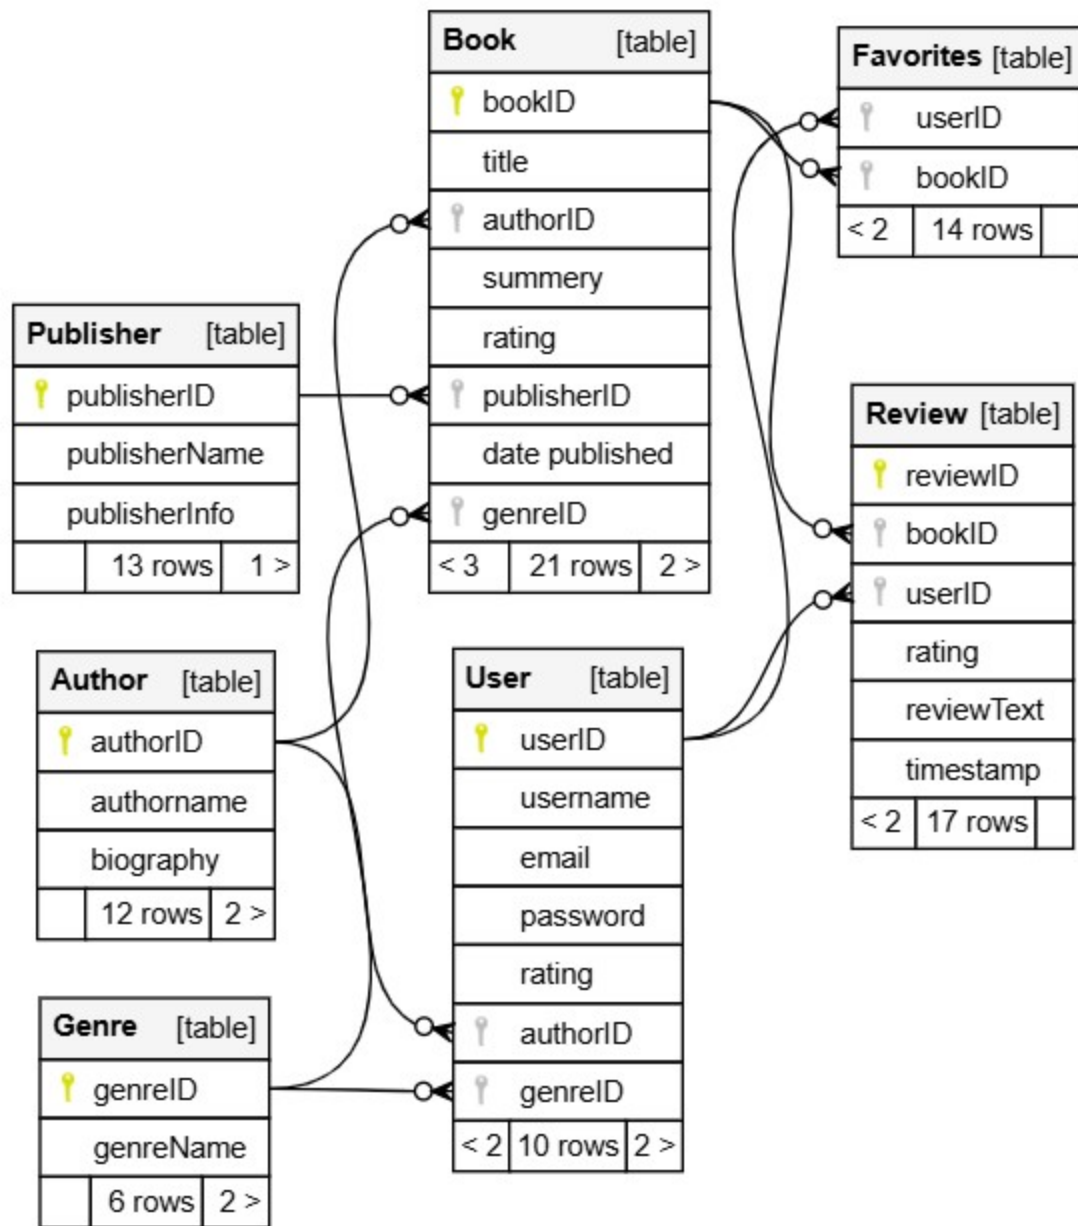 Book [table]
bookID
title
authorID
summery
rating
publisherID
date published
genreID
< 3 21 rows 2 >
Favorites [table]
userID
bookID
< 2 14 rows
Publisher [table]
publisherID
publisherName
publisherInfo
13 rows 1 >
Review [table]
reviewID
bookID
userID
rating
reviewText
timestamp
< 2 17 rows
Author [table]
authorID
authorname
biography
12 rows 2 >
User [table]
userID
username
email
password
rating
authorID
genreID
< 2 10 rows 2 >
Genre [table]
genreID
genreName
6 rows 2 >